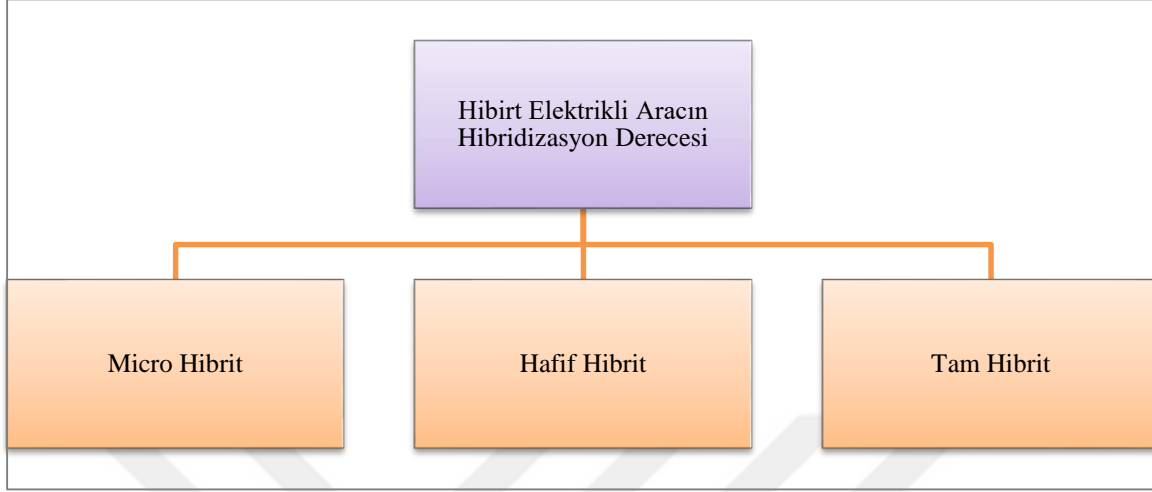 Hibirt Elektrikli Aracın
Hibridizasyon Derecesi
Micro Hibrit
Hafif Hibrit
Tam Hibrit